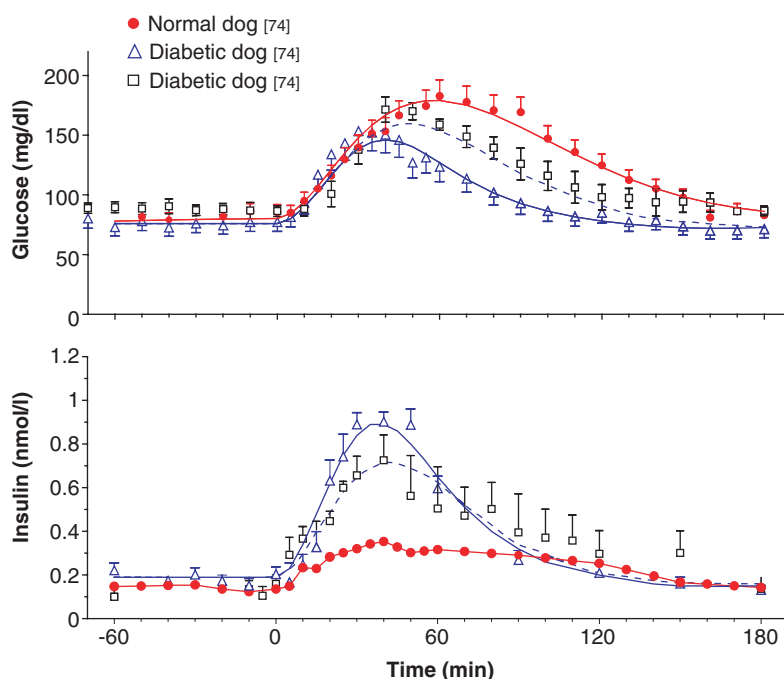 Normal dog [74]
Diabetic dog [74]
Diabetic dog [74]
200
150
100
50
0
Glucose (mg/dl)
1.2
1
0.8
0.6
0.4
0.2
0
Insulin (nmol/l)
-60
0
60
120
180
Time (min)